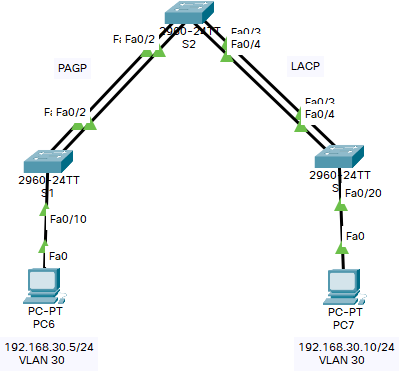 Fa0/2
2960-24TT
S2
Fa0/3
Fa0/4
PAGP
LACP
Fa0/2
Fa0/3
Fa0/4
2960-24TT
S1
2960-24TT
S
Fa0/10
Fa0/20
Fa0
Fa0
PC-PT
PC6
PC-PT
PC7
192.168.30.5/24
VLAN 30
192.168.30.10/24
VLAN 30